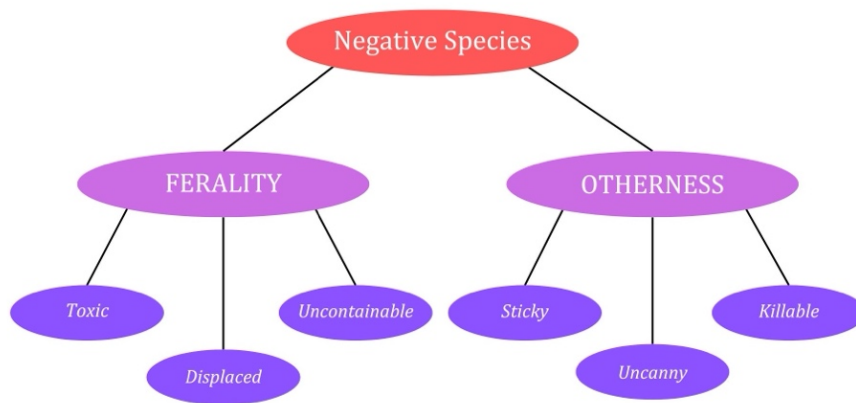 Negative Species
FERALITY
OTHERNESS
Toxic
Uncontainable
Displaced
Sticky
Killable
Uncanny